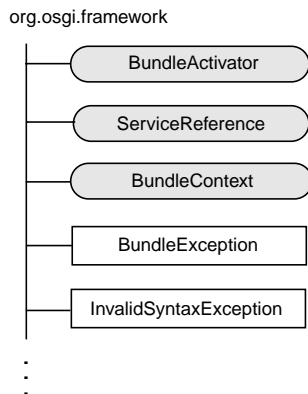 org.osgi.framework
BundleActivator
ServiceReference
BundleContext
BundleException
InvalidSyntaxException